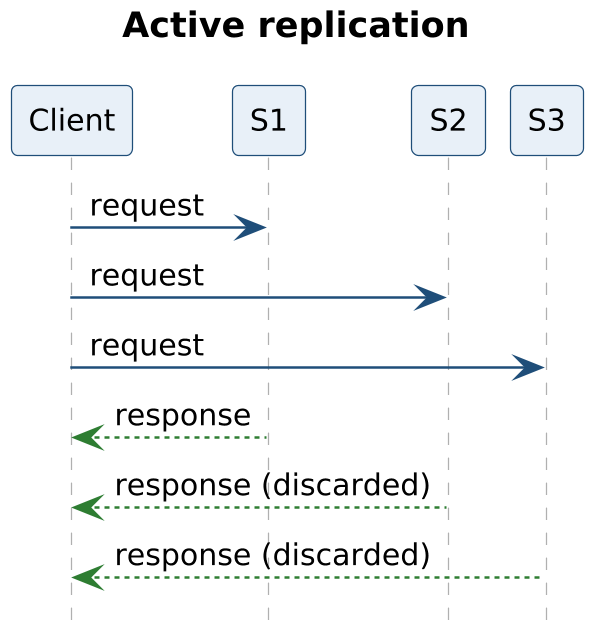 Active replication
Client S1 S2 S3
request
request
request
response
response (discarded)
response (discarded)